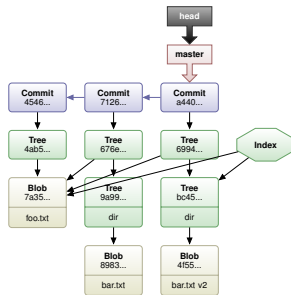 head
master
Commit
4546...
Commit
7126...
Commit
a440...
Tree
4ab5...
Tree
676e...
Tree
6994...
Index
Blob
7a35...
foo.txt
Tree
9a99...
dir
Tree
bc45...
dir
Blob
8983...
bar.txt
Blob
4f55...
bar.txt v2